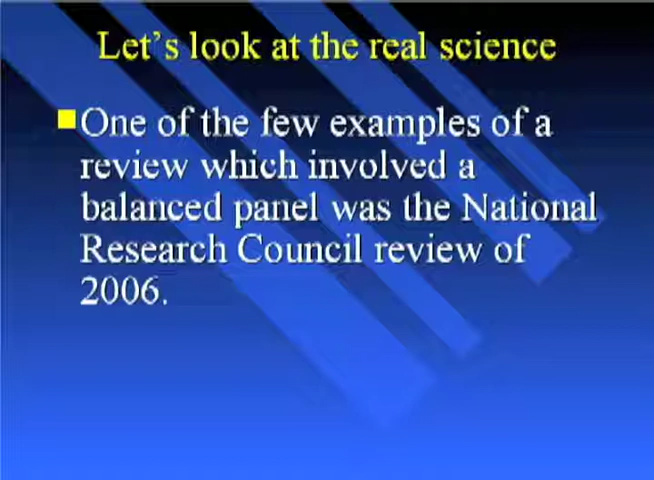 Let's look at the real science
One of the few examples of a
review which involved a
balanced panel was the National
Research Council review of
2006.